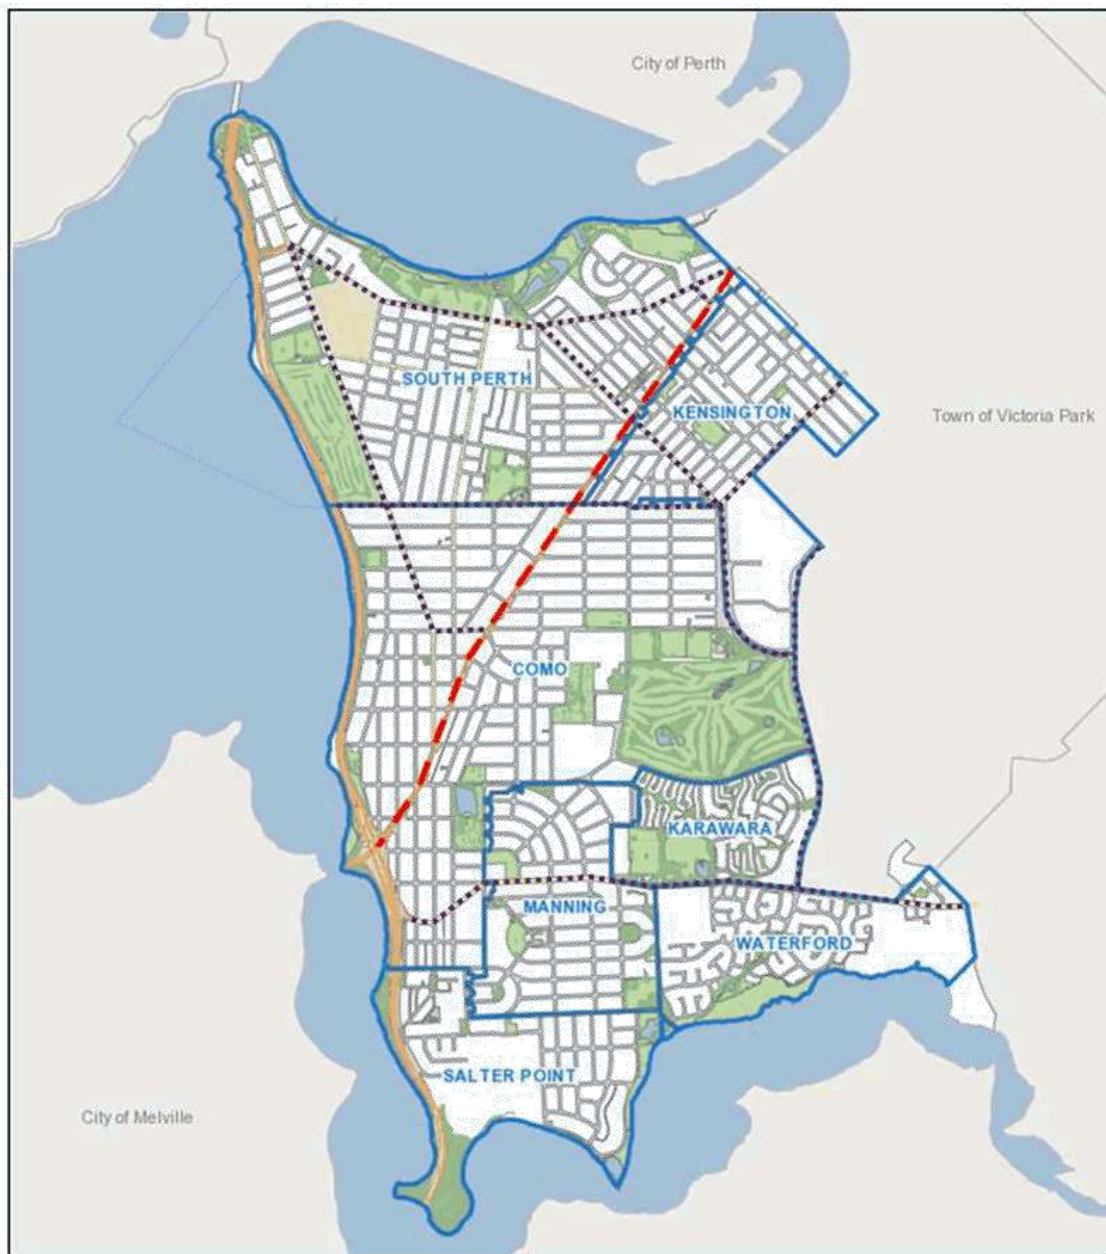 City of Perth
SOUTH PERTH
KENSINGTON
Town of Victoria Park
COMO
KARAWARA
MANNING
WATERFORD
SALTER POINT
City of Melville